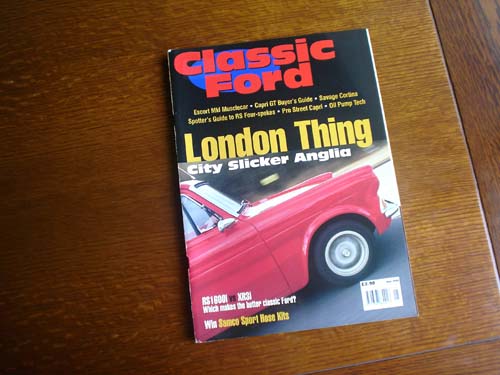 Classic
Ford
Escort MkI Musclecar • Capri GT Buyer's Guide • Savage Cortina
Spotter's Guide to RS Four-spokes • Pro Street Capri • Oil Pump Tech
London Thing
City Slicker Anglia
RS1600i vs XR3i
Which makes the better classic Ford?
Win Samco Sport Hose Kits
£2.90